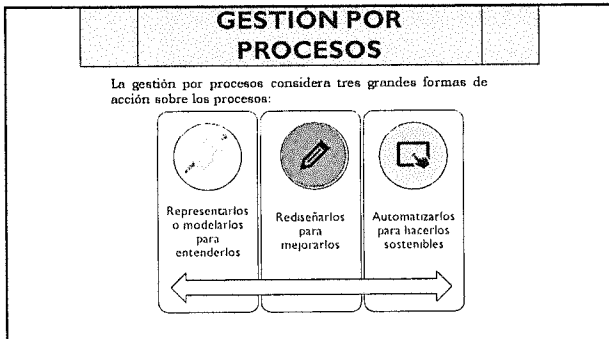 GESTIÓN POR
PROCESOS
La gestión por procesos considera tres grandes formas de
acción sobre los procesos:
Representarlos
o modelarlos
para
entenderlos
Rediseñarlos
para
mejorarlos
Automatizarlos
para hacerlos
sostenibles